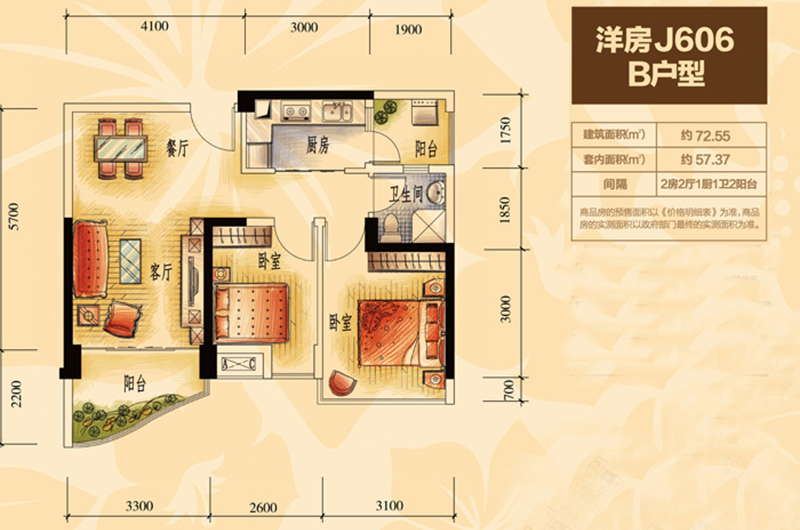 4100
3000
1900
洋房J606
B户型
建筑面积(㎡)
约 72.55
套内面积(㎡)
约 57.37
间隔
2房2厅1厨1卫2阳台
商品房的预售面积以《价格明细表》为准,商品
房的实测面积以政府部门最终的实测面积为准。
5700
2200
1750
1850
3000
700
餐厅
厨房
阳台
卫生间
客厅
卧室
卧室
阳台
3300
2600
3100